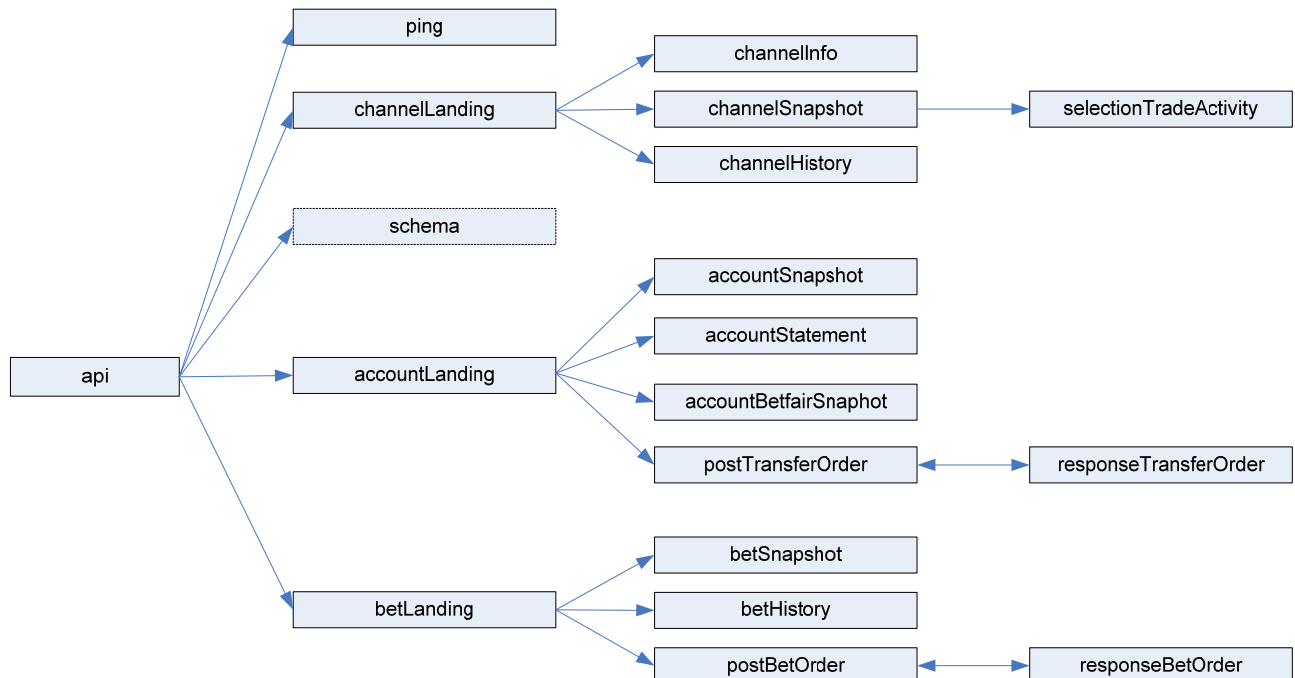 ping
channelInfo
channelLanding
channelSnapshot
selectionTradeActivity
channelHistory
schema
accountSnapshot
accountStatement
api
accountLanding
accountBetfairSnaphot
postTransferOrder
responseTransferOrder
betSnapshot
betLanding
betHistory
postBetOrder
responseBetOrder